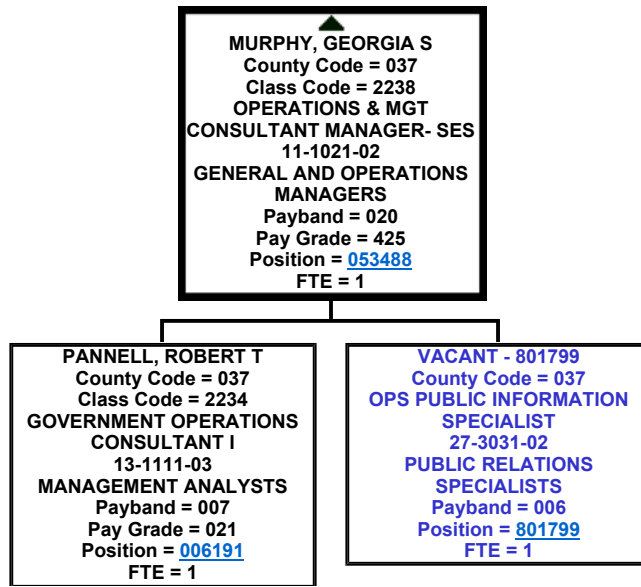 MURPHY, GEORGIA S
County Code = 037
Class Code = 2238
OPERATIONS & MGT
CONSULTANT MANAGER- SES
11-1021-02
GENERAL AND OPERATIONS
MANAGERS
Payband = 020
Pay Grade = 425
Position = 053488
FTE = 1
PANNELL, ROBERT T
County Code = 037
Class Code = 2234
GOVERNMENT OPERATIONS
CONSULTANT I
13-1111-03
MANAGEMENT ANALYSTS
Payband = 007
Pay Grade = 021
Position = 006191
FTE = 1
VACANT - 801799
County Code = 037
OPS PUBLIC INFORMATION
SPECIALIST
27-3031-02
PUBLIC RELATIONS
SPECIALISTS
Payband = 006
Position = 801799
FTE = 1